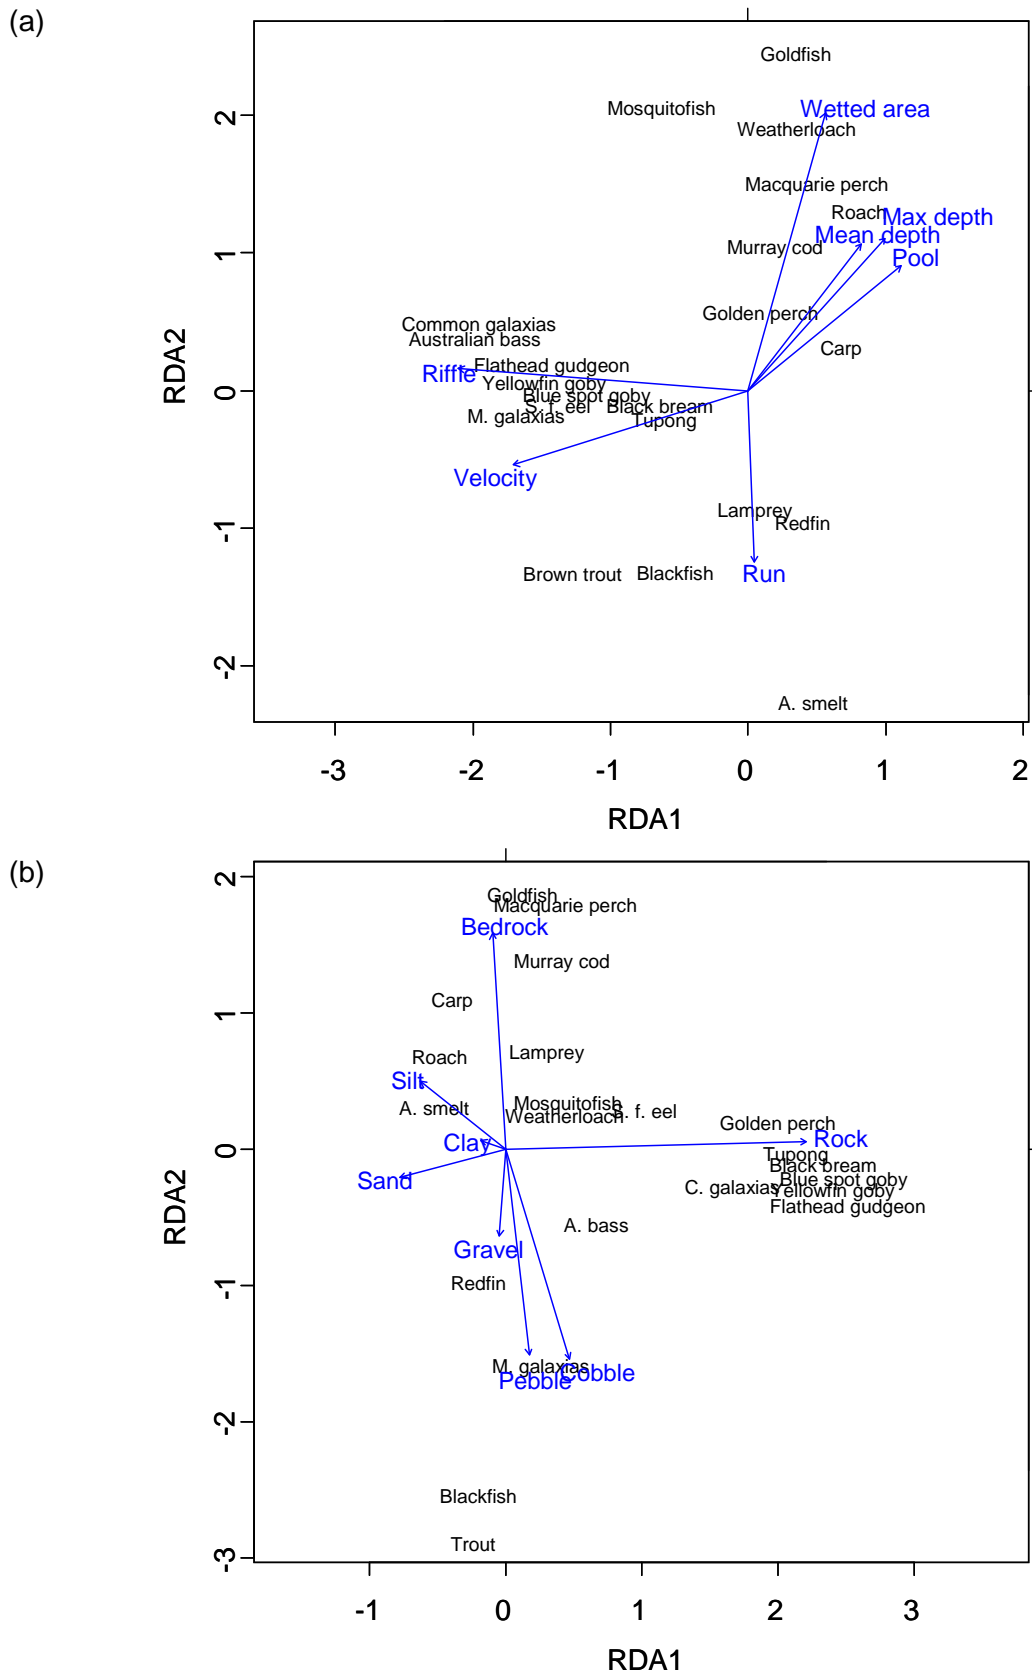 (a)
Goldfish
Mosquitofish
Wetted area
Weatherloach
Macquarie perch
Roach
Max depth
Mean depth
Murray cod
Pool
Golden perch
Carp
Common galaxias
Australian bass
Flathead gudgeon
Riffle
Yellowfin goby
Blue spot goby
S. f. eel
Black bream
M. galaxias
Tupong
Velocity
Lamprey
Redfin
Brown trout
Blackfish
Run
A. smelt
RDA2
2
1
0
-1
-2
-3
-2
-1
0
1
2
RDA1
(b)
Goldfish
Macquarie perch
Bedrock
Murray cod
Carp
Lamprey
Roach
Silt
Mosquitofish
A. smelt
Weatherloach
S. f. eel
Golden perch
Rock
Clay
Tupong
Black bream
Sand
Blue spot goby
C. galaxias
Yellowfin goby
Flathead gudgeon
A. bass
Gravel
Redfin
M. galaxias
Cobble
Pebble
Blackfish
Trout
RDA2
2
1
0
-1
-2
-3
-1
0
1
2
3
RDA1